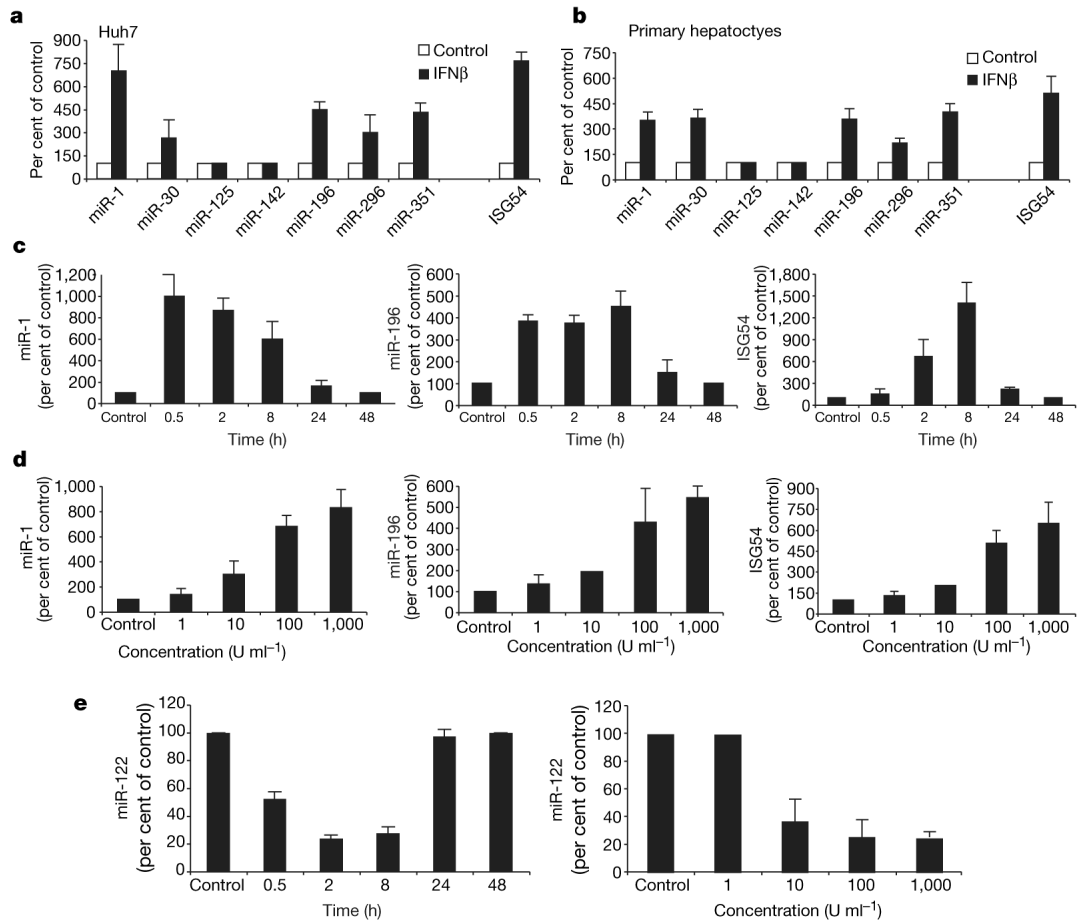 a
Huh7
Per cent of control
900
750
600
450
300
150
0
Control
IFNβ
miR-1
miR-30
miR-125
miR-142
miR-196
miR-296
miR-351
ISG54
b
Primary hepatoctyes
Per cent of control
750
600
450
300
150
0
Control
IFNβ
miR-1
miR-30
miR-125
miR-142
miR-196
miR-296
miR-351
ISG54
c
miR-1
(per cent of control)
1,200
1,000
800
600
400
200
0
Control 0.5 2 8 24 48
Time (h)
miR-196
(per cent of control)
600
500
400
300
200
100
0
Control 0.5 2 8 24 48
Time (h)
ISG54
(per cent of control)
1,800
1,500
1,200
900
600
300
0
Control 0.5 2 8 24 48
Time (h)
d
miR-1
(per cent of control)
1,000
800
600
400
200
0
Control 1 10 100 1,000
Concentration (U ml⁻¹)
miR-196
(per cent of control)
600
500
400
300
200
100
0
Control 1 10 100 1,000
Concentration (U ml⁻¹)
ISG54
(per cent of control)
900
750
600
450
300
150
0
Control 1 10 100 1,000
Concentration (U ml⁻¹)
e
miR-122
(per cent of control)
120
100
80
60
40
20
0
Control 0.5 2 8 24 48
Time (h)
miR-122
(per cent of control)
120
100
80
60
40
20
0
Control 1 10 100 1,000
Concentration (U ml⁻¹)